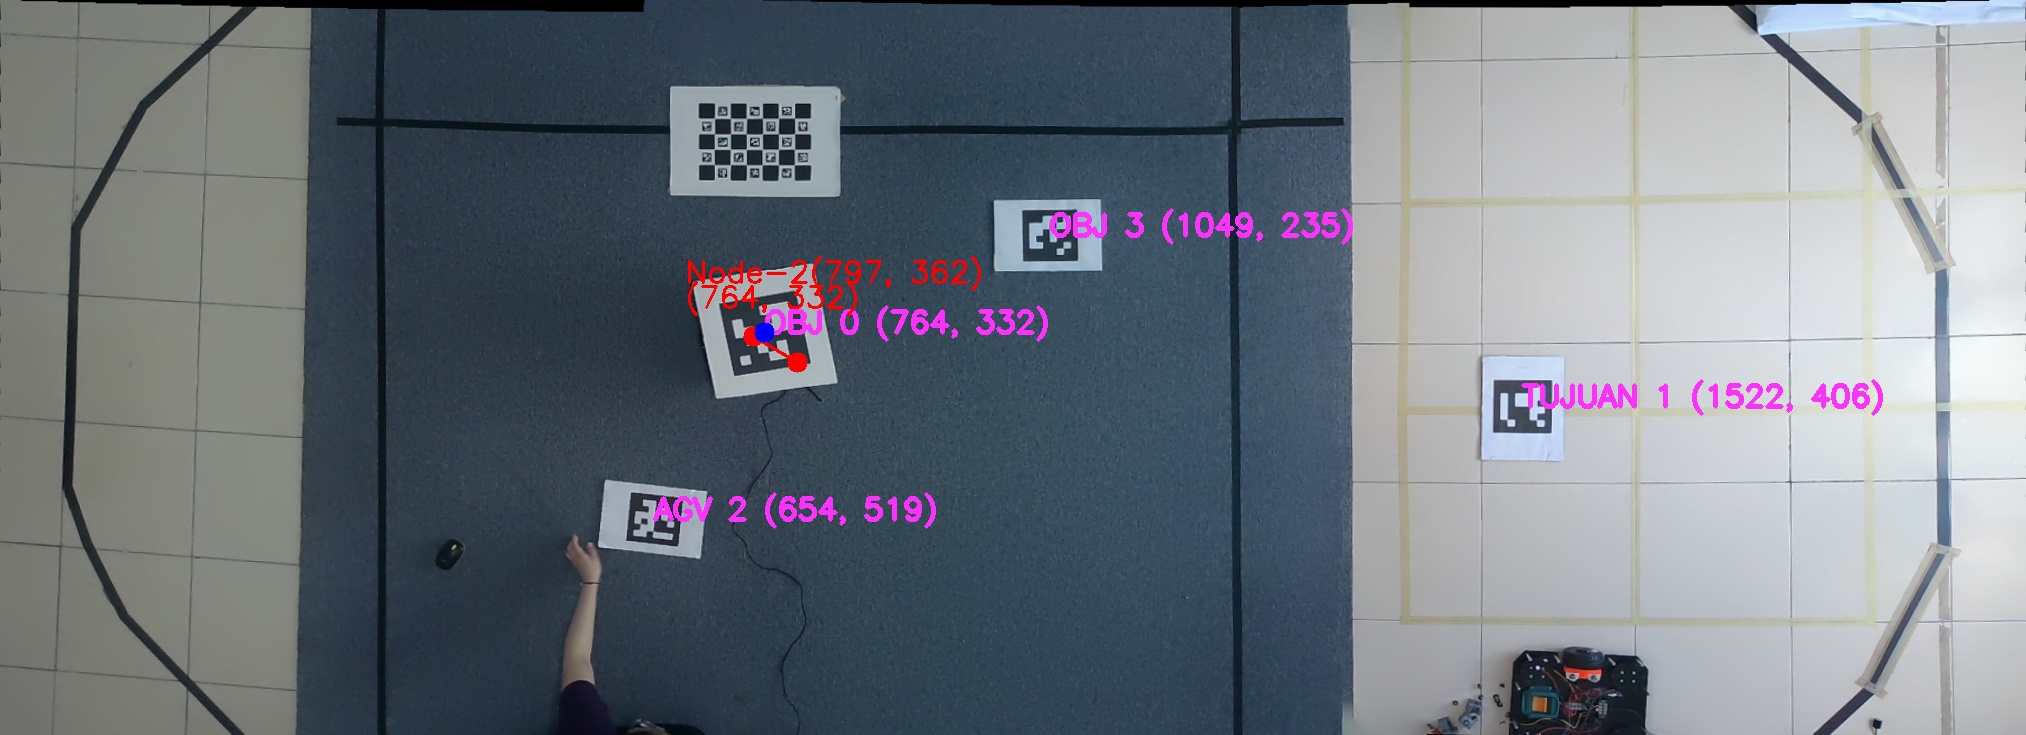 OBJ 3 (1049, 235)
Node-2(797, 362)
(764, 332)
OBJ 0 (764, 332)
TUJUAN 1 (1522, 406)
AGV 2 (654, 519)